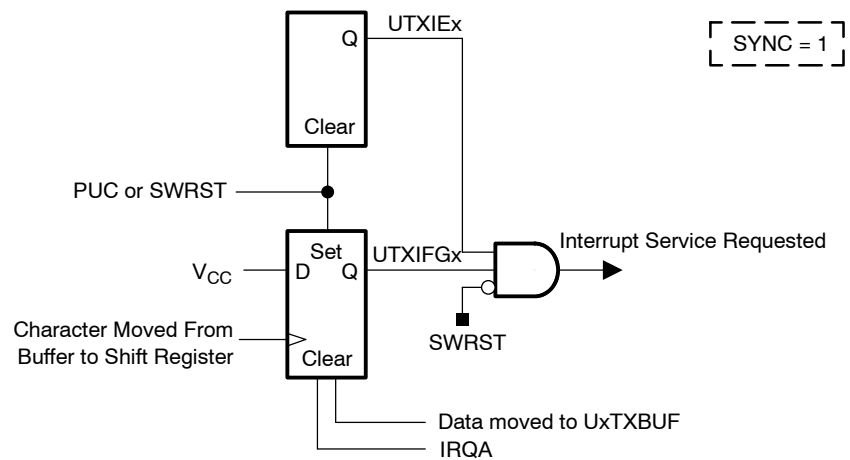 UTXIEx
SYNC = 1
Q
Clear
PUC or SWRST
Set
UTXIFGx
Interrupt Service Requested
VCC
D
Q
Character Moved From
Buffer to Shift Register
SWRST
Clear
Data moved to UxTXBUF
IRQA